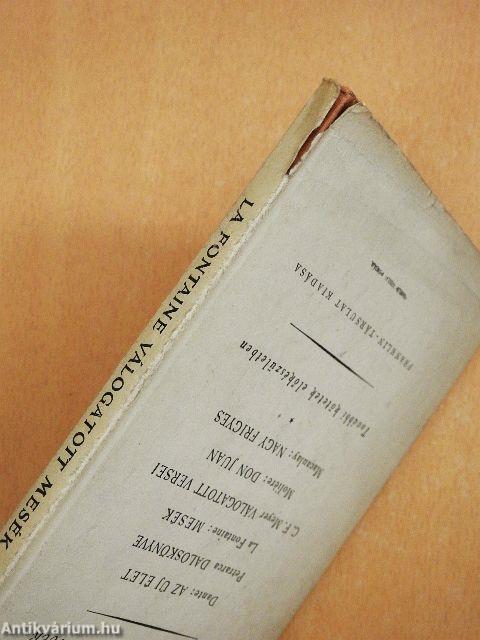 LA FONTAINE VÁLOGATOTT MESÉK
Dante: AZ ÚJ ÉLET
Petrarca DALOSKÖNYVE
La Fontaine: MESÉK
C. F. Meyer VÁLOGATOTT VERSEI
Molière: DON JUAN
Macaulay: NAGY FRIGYES
*
További kötetek előkészületben
FRANKLIN-TÁRSULAT KIADÁSA
Antikvárium.hu